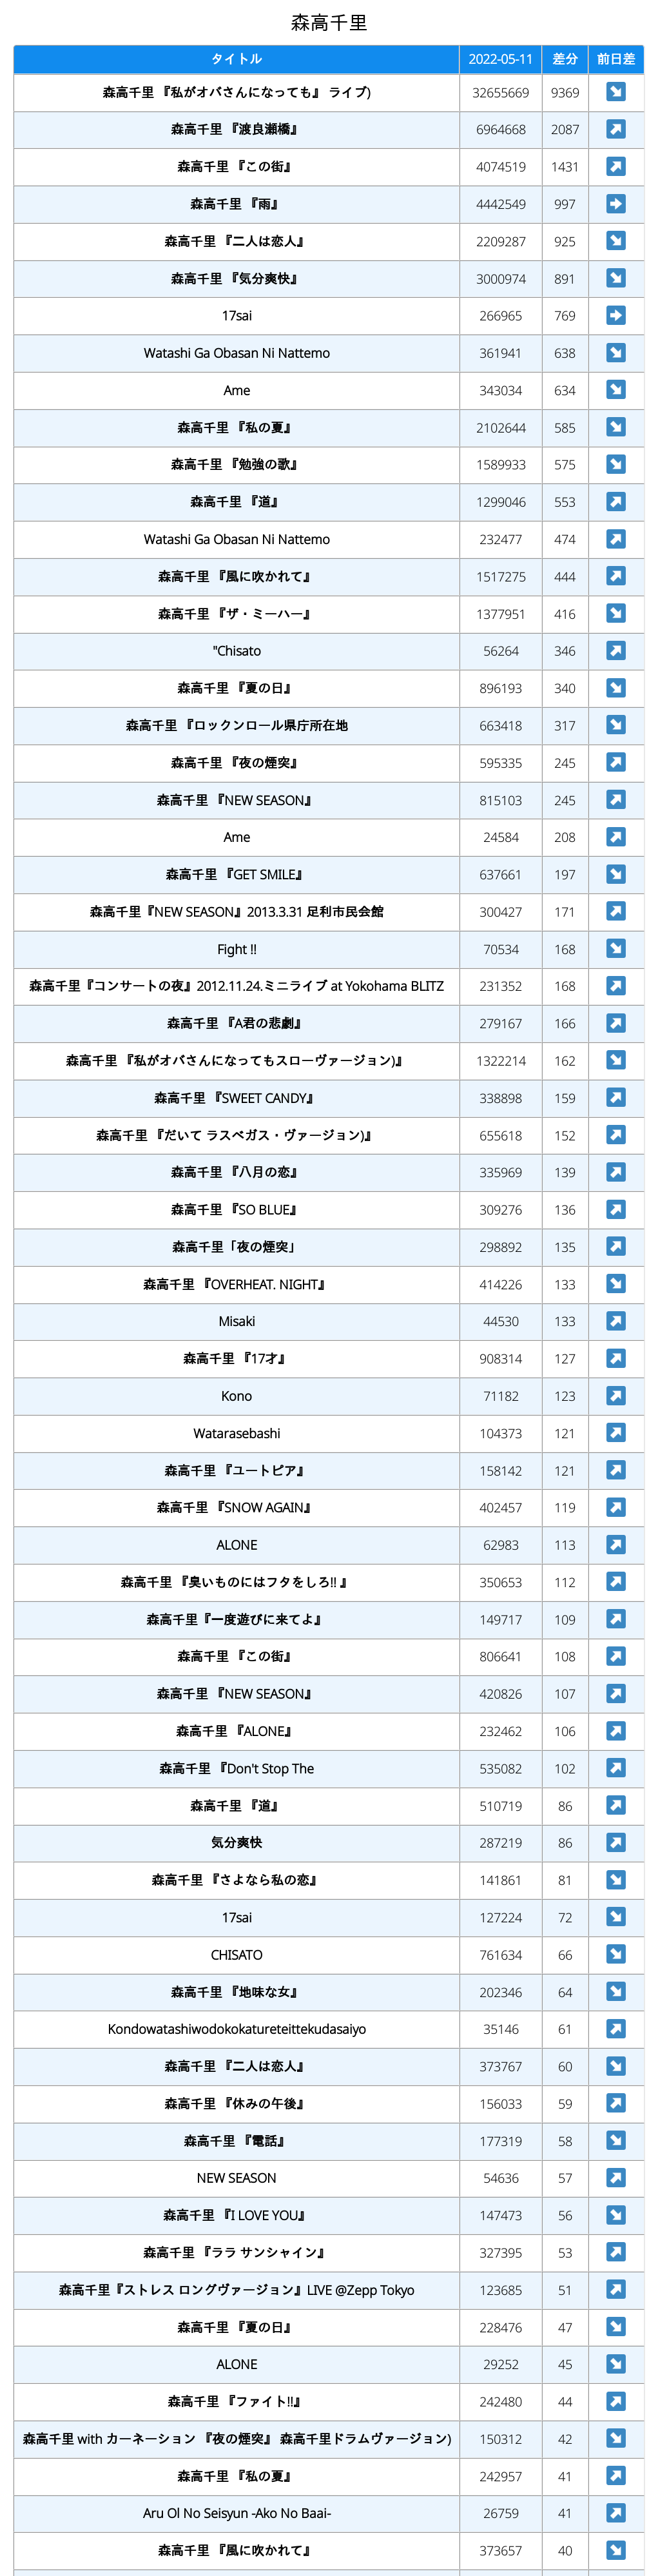 森高千里
タイトル 2022-05-11 差分 前日差
森高千里 『私がオバさんになっても』 ライブ) 32655669 9369
森高千里 『渡良瀬橋』 6964668 2087
森高千里 『この街』 4074519 1431
森高千里 『雨』 4442549 997
森高千里 『二人は恋人』 2209287 925
森高千里 『気分爽快』 3000974 891
17sai 266965 769
Watashi Ga Obasan Ni Nattemo 361941 638
Ame 343034 634
森高千里 『私の夏』 2102644 585
森高千里 『勉強の歌』 1589933 575
森高千里 『道』 1299046 553
Watashi Ga Obasan Ni Nattemo 232477 474
森高千里 『風に吹かれて』 1517275 444
森高千里 『ザ・ミーハー』 1377951 416
"Chisato 56264 346
森高千里 『夏の日』 896193 340
森高千里 『ロックンロール県庁所在地 663418 317
森高千里 『夜の煙突』 595335 245
森高千里 『NEW SEASON』 815103 245
Ame 24584 208
森高千里 『GET SMILE』 637661 197
森高千里『NEW SEASON』2013.3.31 足利市民会館 300427 171
Fight !! 70534 168
森高千里『コンサートの夜』2012.11.24.ミニライブ at Yokohama BLITZ 231352 168
森高千里 『A君の悲劇』 279167 166
森高千里 『私がオバさんになってもスローヴァージョン)』 1322214 162
森高千里 『SWEET CANDY』 338898 159
森高千里 『だいて ラスベガス・ヴァージョン)』 655618 152
森高千里 『八月の恋』 335969 139
森高千里 『SO BLUE』 309276 136
森高千里「夜の煙突」 298892 135
森高千里 『OVERHEAT. NIGHT』 414226 133
Misaki 44530 133
森高千里 『17才』 908314 127
Kono 71182 123
Watarasebashi 104373 121
森高千里 『ユートピア』 158142 121
森高千里 『SNOW AGAIN』 402457 119
ALONE 62983 113
森高千里 『臭いものにはフタをしろ!! 』 350653 112
森高千里『一度遊びに来てよ』 149717 109
森高千里 『この街』 806641 108
森高千里 『NEW SEASON』 420826 107
森高千里 『ALONE』 232462 106
森高千里 『Don't Stop The 535082 102
森高千里 『道』 510719 86
気分爽快 287219 86
森高千里 『さよなら私の恋』 141861 81
17sai 127224 72
CHISATO 761634 66
森高千里 『地味な女』 202346 64
Kondowatashiwodokokatureteittekudasaiyo 35146 61
森高千里 『二人は恋人』 373767 60
森高千里 『休みの午後』 156033 59
森高千里 『電話』 177319 58
NEW SEASON 54636 57
森高千里 『I LOVE YOU』 147473 56
森高千里 『ララ サンシャイン』 327395 53
森高千里『ストレス ロングヴァージョン』LIVE @Zepp Tokyo 123685 51
森高千里 『夏の日』 228476 47
ALONE 29252 45
森高千里 『ファイト!!』 242480 44
森高千里 with カーネーション 『夜の煙突』 森高千里ドラムヴァージョン) 150312 42
森高千里 『私の夏』 242957 41
Aru Ol No Seisyun -Ako No Baai- 26759 41
森高千里 『風に吹かれて』 373657 40